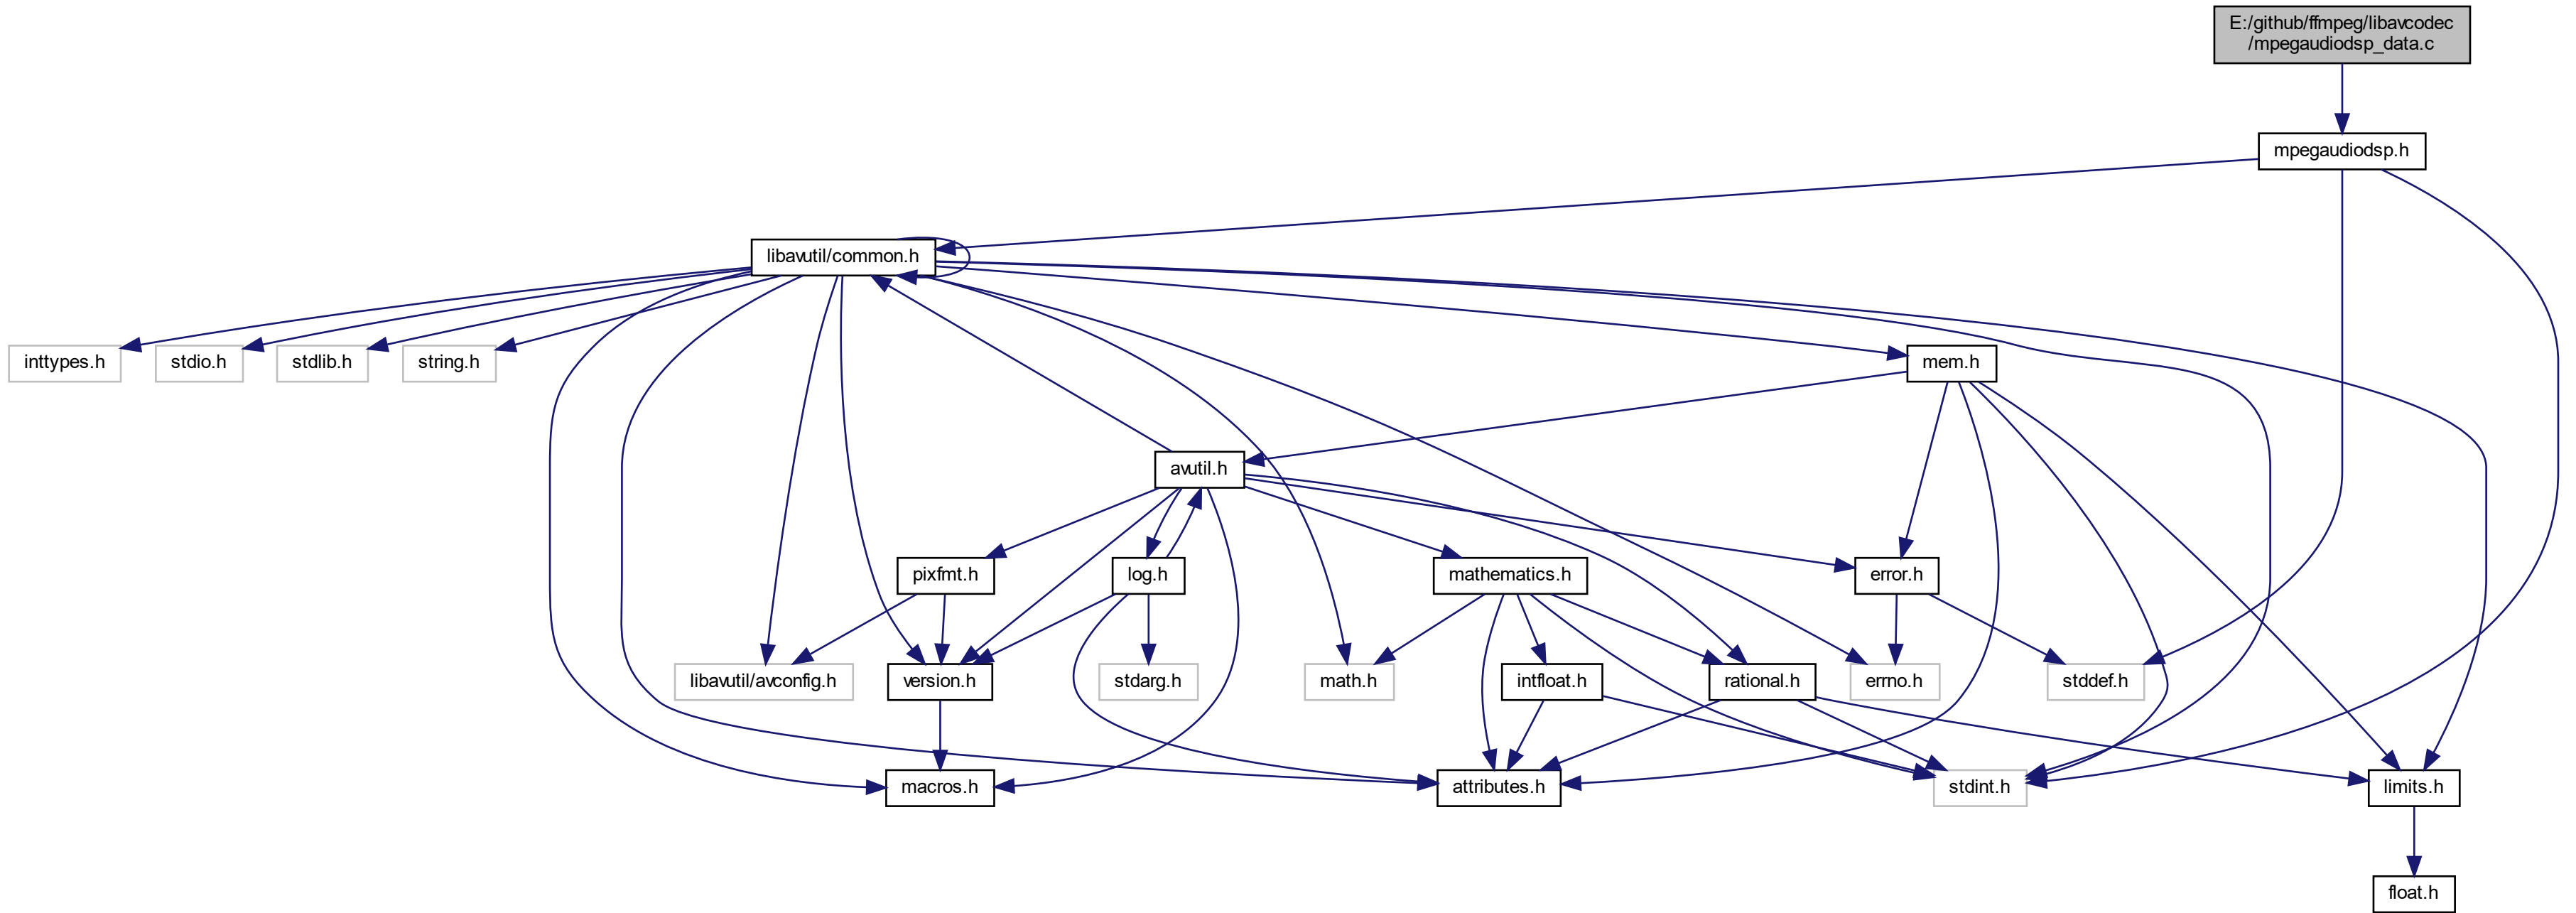 E:/github/ffmpeg/libavcodec
/mpegaudiodsp_data.c
mpegaudiodsp.h
libavutil/common.h
inttypes.h
stdio.h
stdlib.h
string.h
mem.h
avutil.h
pixfmt.h
log.h
mathematics.h
error.h
libavutil/avconfig.h
version.h
stdarg.h
math.h
intfloat.h
rational.h
errno.h
stddef.h
macros.h
attributes.h
stdint.h
limits.h
float.h